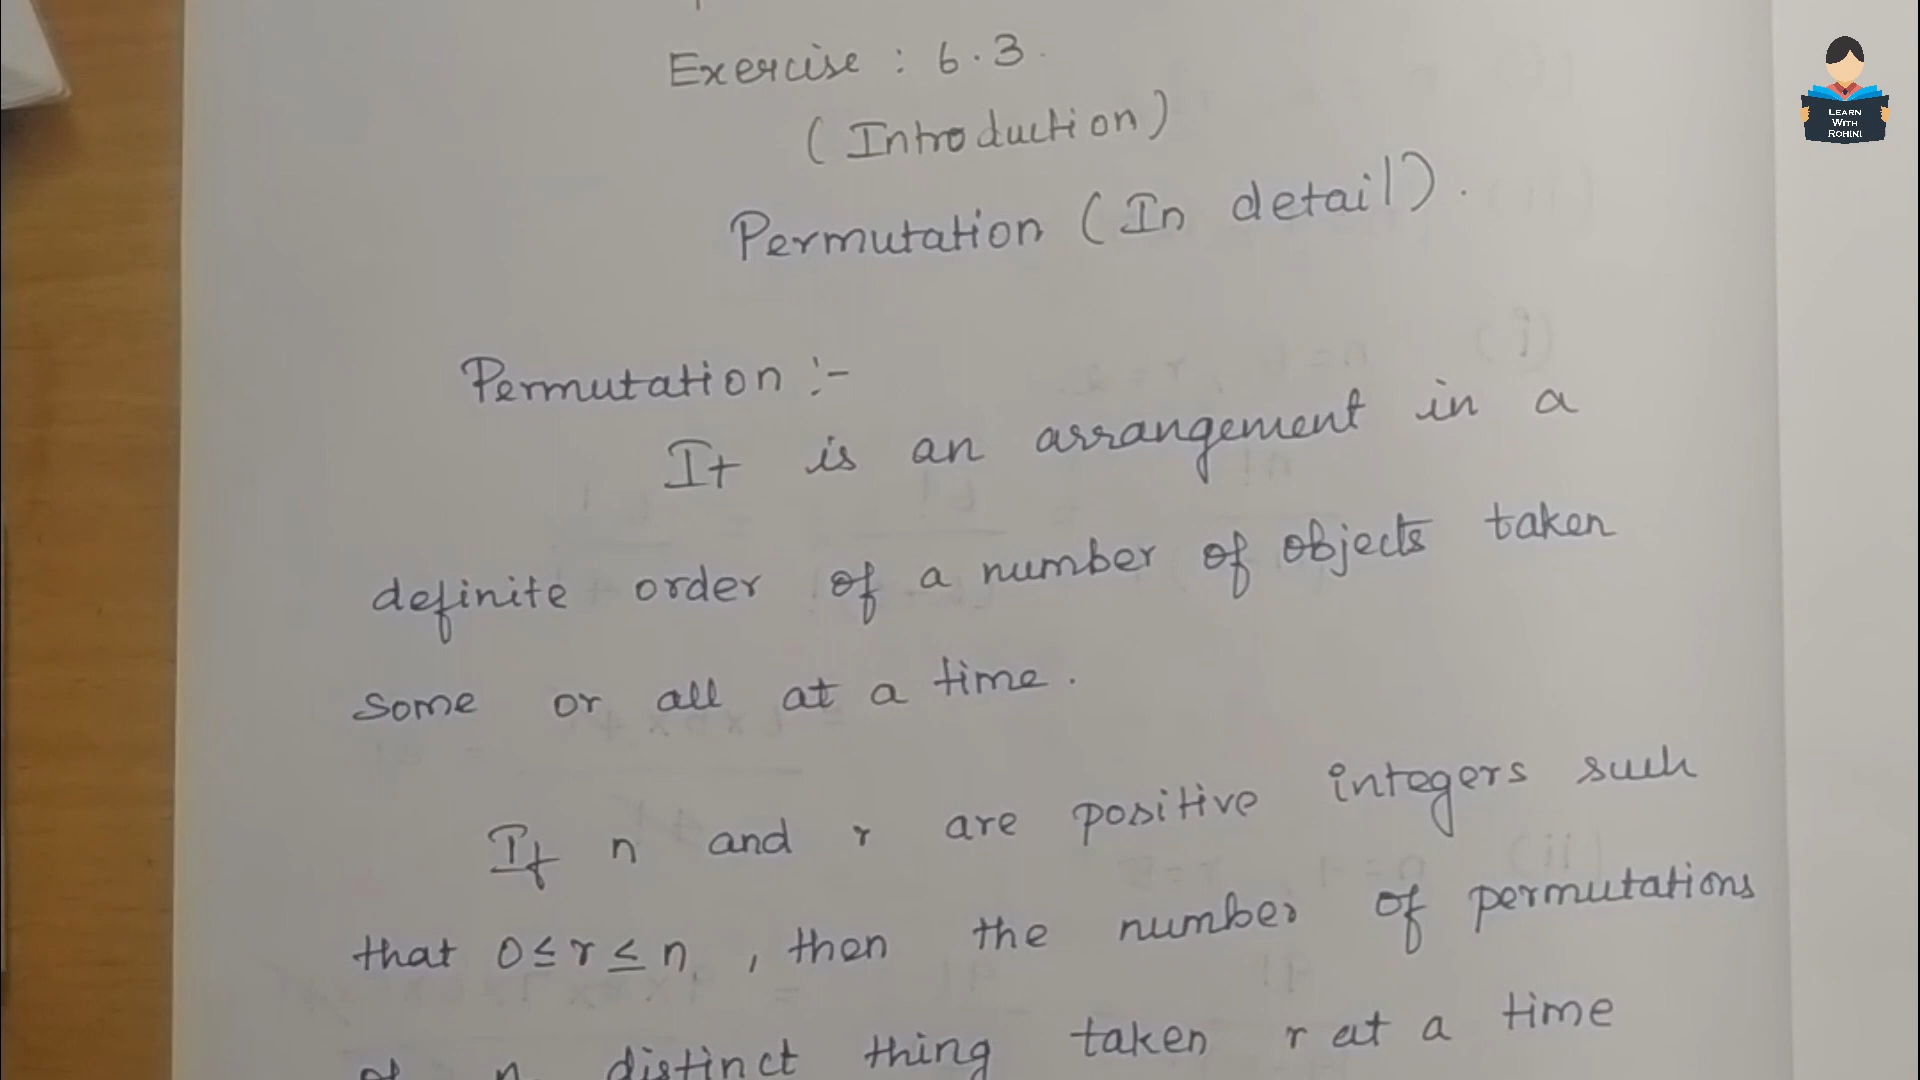 Exercise : 6.3.
(Introduction)
Permutation (In detail).
Permutation :-
It is an arrangement in a
definite order of a number of objects taken
some or all at a time.
If n and r are positive integers such
that 0≤r≤n, then the number of permutations
of n distinct thing taken r at a time
LEARN
WITH
ROHINI